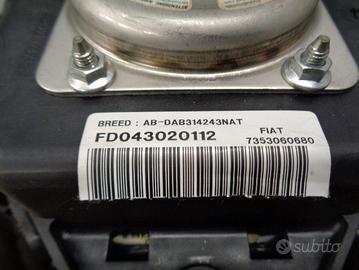 BREED : AB-DAB314243NAT
FD043020112
FIAT
7353060680
subito